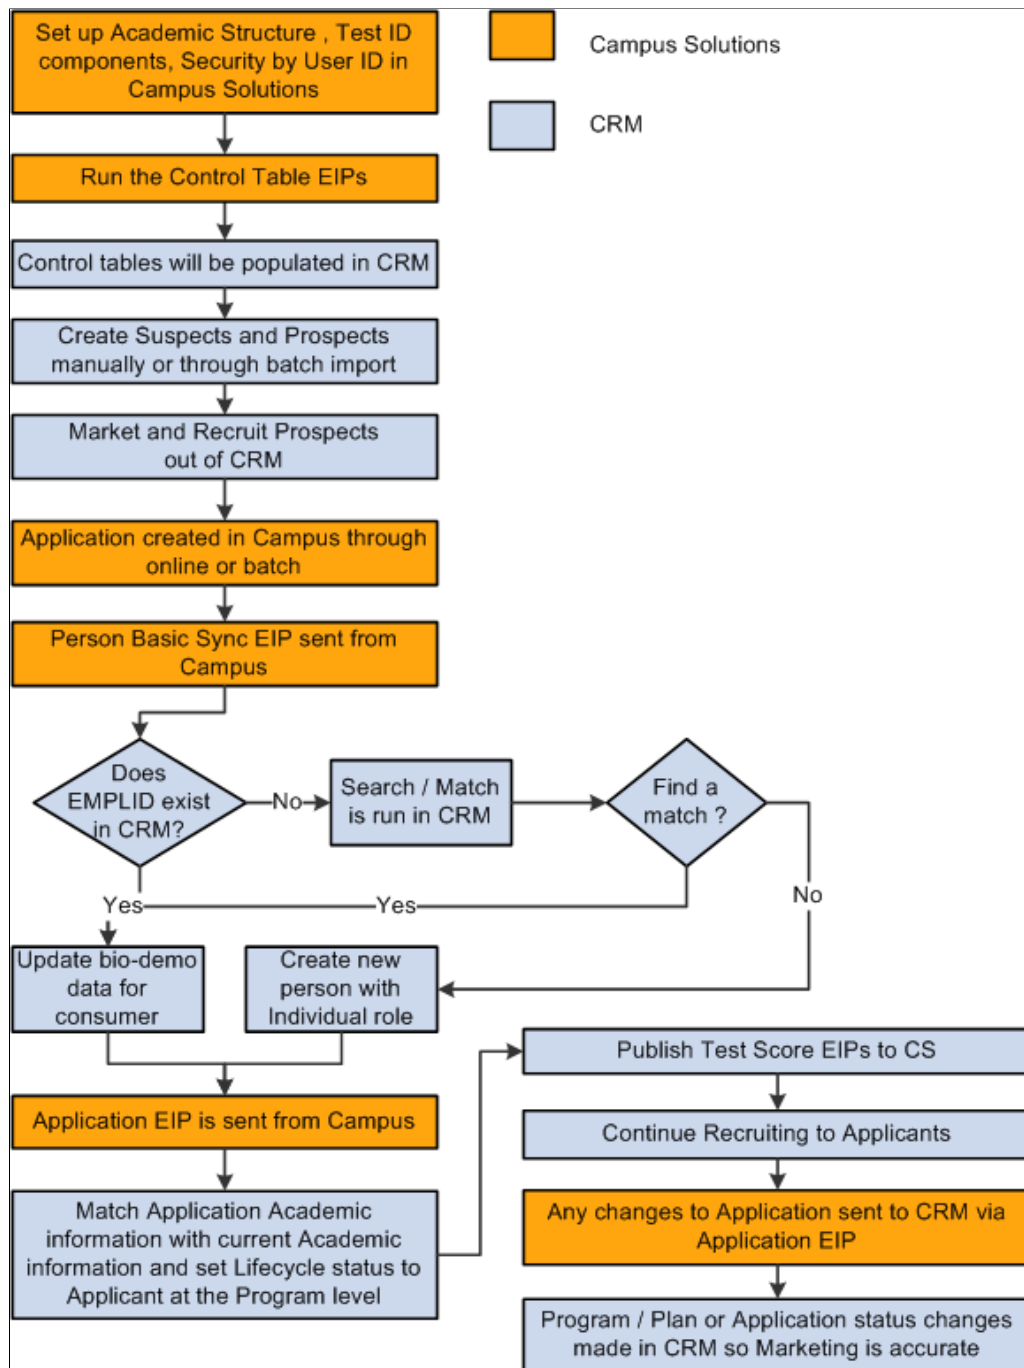 Set up Academic Structure , Test ID
components, Security by User ID in
Campus Solutions
Campus Solutions
CRM
Run the Control Table EIPs
Control tables will be populated in CRM
Create Suspects and Prospects
manually or through batch import
Market and Recruit Prospects
out of CRM
Application created in Campus through
online or batch
Person Basic Sync EIP sent from
Campus
Does
EMPLID exist
in CRM?
No
Search / Match
is run in CRM
Find a
match ?
No
Yes
Yes
Update bio-demo
data for
consumer
Create new
person with
Individual role
Application EIP is sent from Campus
Match Application Academic
information with current Academic
information and set Lifecycle status to
Applicant at the Program level
Publish Test Score EIPs to CS
Continue Recruiting to Applicants
Any changes to Application sent to CRM via
Application EIP
Program / Plan or Application status changes
made in CRM so Marketing is accurate